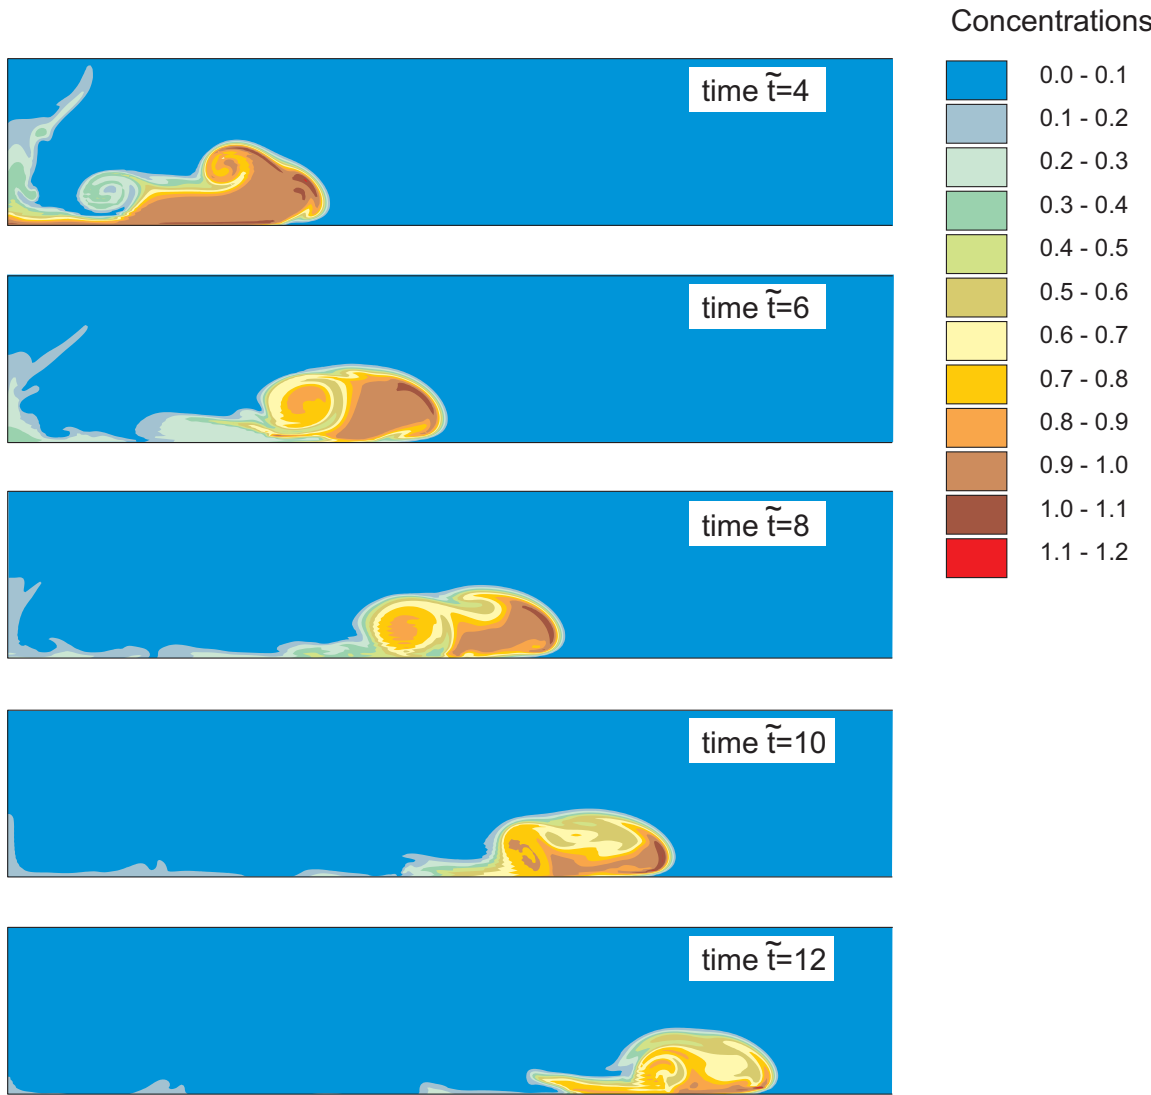 Concentrations
time t̃=4
0.0 - 0.1
0.1 - 0.2
0.2 - 0.3
0.3 - 0.4
0.4 - 0.5
0.5 - 0.6
0.6 - 0.7
0.7 - 0.8
0.8 - 0.9
0.9 - 1.0
1.0 - 1.1
1.1 - 1.2
time t̃=6
time t̃=8
time t̃=10
time t̃=12